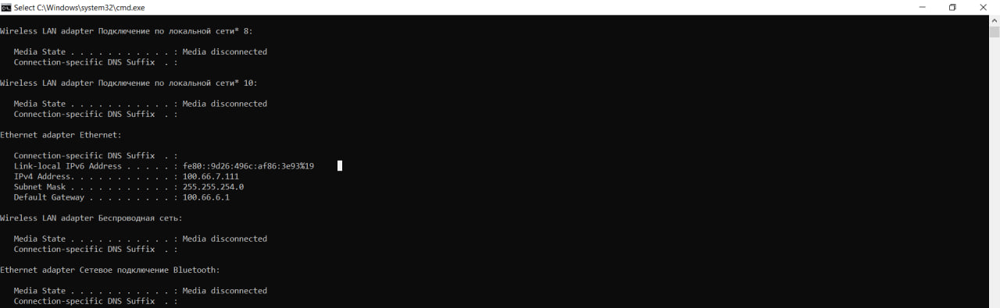 Select C:\Windows\system32\cmd.exe
Wireless LAN adapter Подключение по локальной сети* 8:
Media State . . . . . . . . . . . : Media disconnected
Connection-specific DNS Suffix  . :
Wireless LAN adapter Подключение по локальной сети* 10:
Media State . . . . . . . . . . . : Media disconnected
Connection-specific DNS Suffix  . :
Ethernet adapter Ethernet:
Connection-specific DNS Suffix  . :
Link-local IPv6 Address . . . . . : fe80::9d26:496c:af86:3e93%19
IPv4 Address. . . . . . . . . . . : 100.66.7.111
Subnet Mask . . . . . . . . . . . : 255.255.254.0
Default Gateway . . . . . . . . . : 100.66.6.1
Wireless LAN adapter Беспроводная сеть:
Media State . . . . . . . . . . . : Media disconnected
Connection-specific DNS Suffix  . :
Ethernet adapter Сетевое подключение Bluetooth:
Media State . . . . . . . . . . . : Media disconnected
Connection-specific DNS Suffix  . :